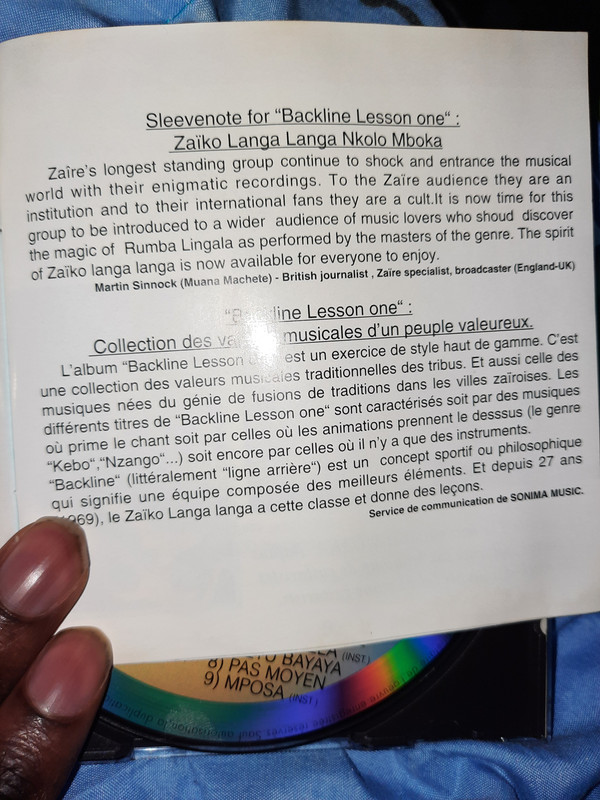 Sleevenote for "Backline Lesson one" :
Zaïko Langa Langa Nkolo Mboka
Zaîre's longest standing group continue to shock and entrance the musical
world with their enigmatic recordings. To the Zaïre audience they are an
institution and to their international fans they are a cult.It is now time for this
group to be introduced to a wider audience of music lovers who shoud discover
the magic of Rumba Lingala as performed by the masters of the genre. The spirit
of Zaïko langa langa is now available for everyone to enjoy.
Martin Sinnock (Muana Machete) - British journalist , Zaïre specialist, broadcaster (England-UK)
"Backline Lesson one" :
Collection des valeurs musicales d'un peuple valeureux.
L'album "Backline Lesson one" est un exercice de style haut de gamme. C'est
une collection des valeurs musicales traditionnelles des tribus. Et aussi celle des
musiques nées du génie de fusions de traditions dans les villes zaïroises. Les
différents titres de "Backline Lesson one" sont caractérisés soit par des musiques
où prime le chant soit par celles où les animations prennent le desssus (le genre
"Kebo","Nzango"...) soit encore par celles où il n'y a que des instruments.
"Backline" (littéralement "ligne arrière") est un concept sportif ou philosophique
qui signifie une équipe composée des meilleurs éléments. Et depuis 27 ans
(1969), le Zaïko Langa langa a cette classe et donne des leçons.
Service de communication de SONIMA MUSIC.
BAYAYA (INST)
8) PAS MOYEN
9) MPOSA (INST)